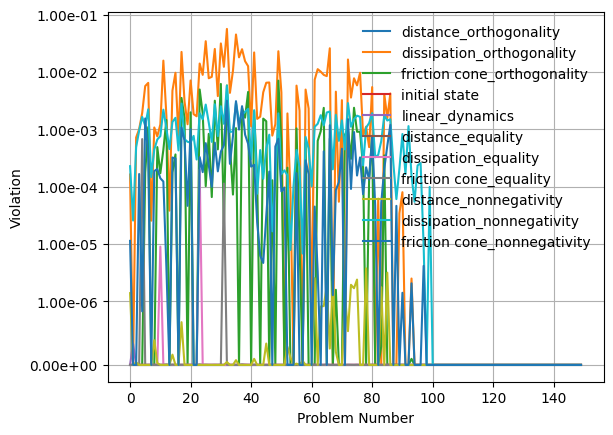 1.00e-01
1.00e-02
1.00e-03
1.00e-04
1.00e-05
1.00e-06
0.00e+00
Violation
distance_orthogonality
dissipation_orthogonality
friction cone_orthogonality
initial state
linear_dynamics
distance_equality
dissipation_equality
friction cone_equality
distance_nonnegativity
dissipation_nonnegativity
friction cone_nonnegativity
0 20 40 60 80 100 120 140
Problem Number